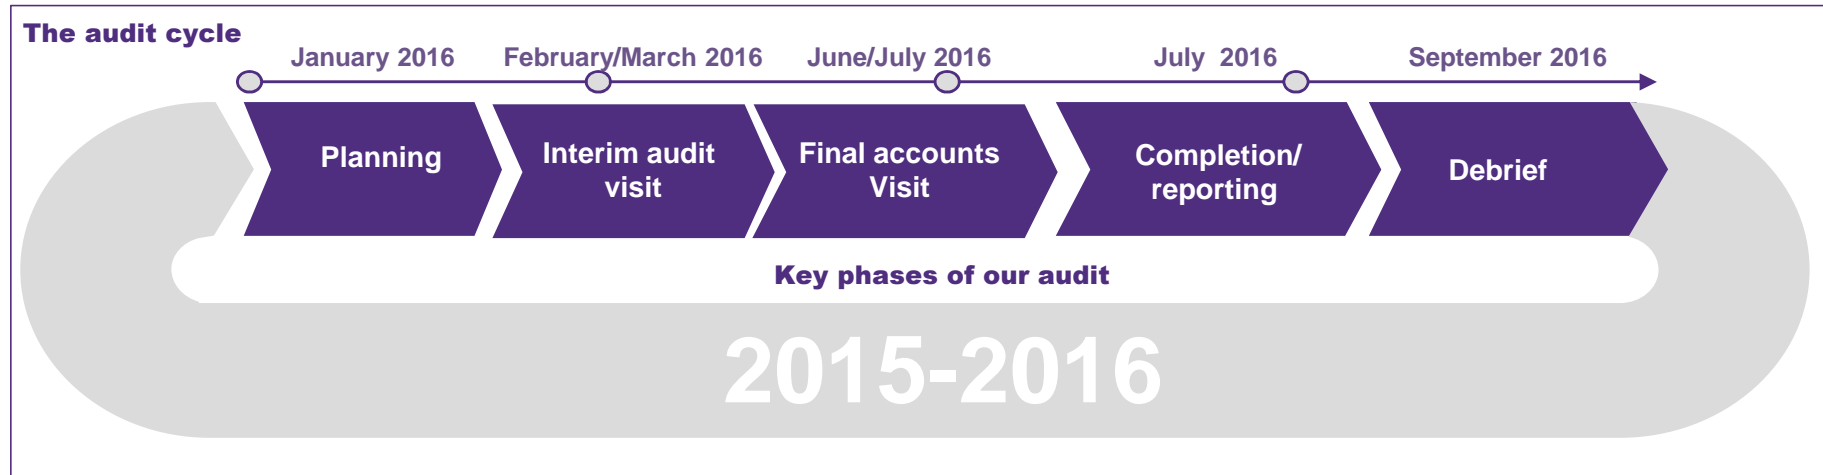 The audit cycle
January 2016
February/March 2016
June/July 2016
July 2016
September 2016
Planning
Interim audit
visit
Final accounts
Visit
Completion/
reporting
Debrief
Key phases of our audit
2015-2016